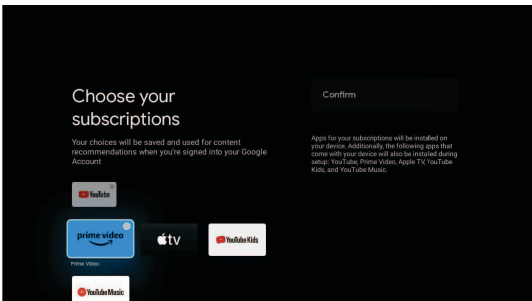 Choose your
subscriptions
Your choices will be saved and used for content
recommendations when you're signed into your Google
Account
YouTube
prime video
tv
YouTube Kids
Prime Video
YouTube Music
Confirm
Apps for your subscriptions will be installed on
your device. Additionally, the following apps that
come with your device will also be installed during
setup: YouTube, Prime Video, Apple TV, YouTube
Kids, and YouTube Music.